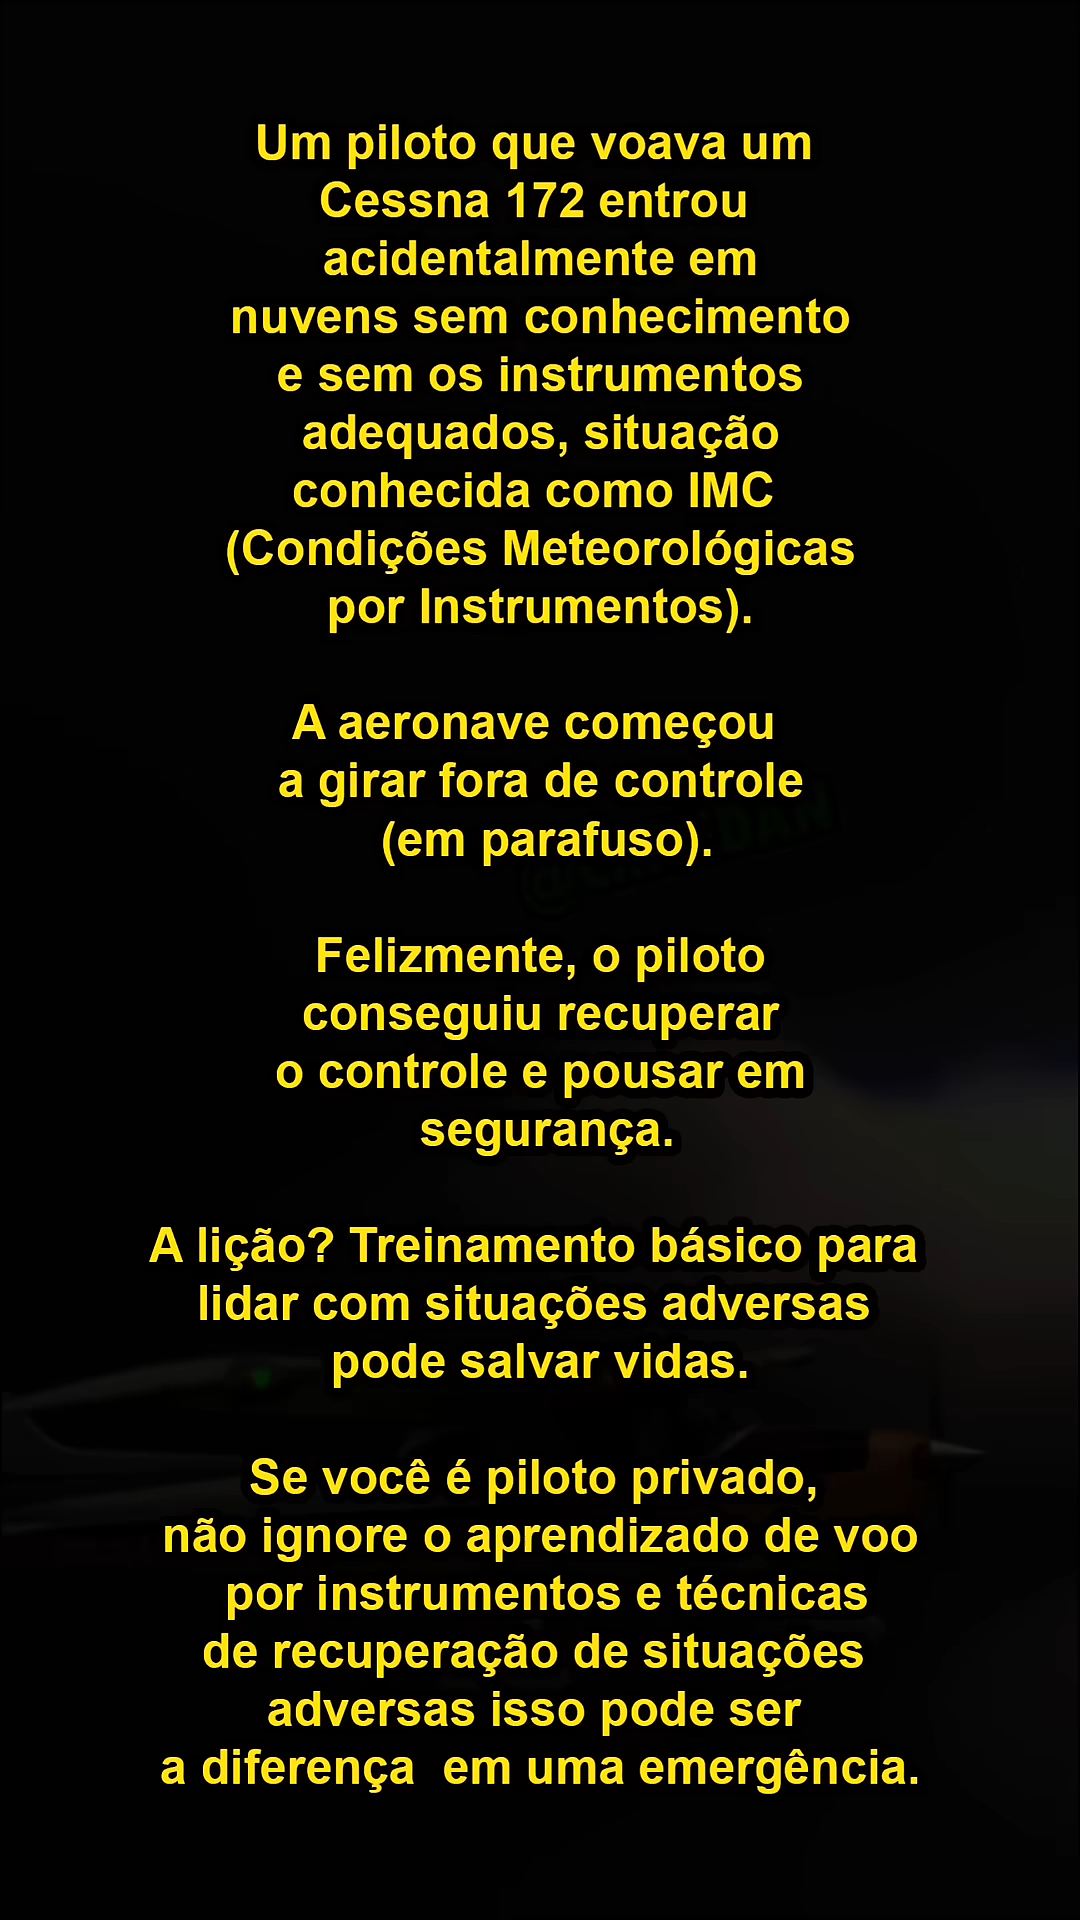 Um piloto que voava um
Cessna 172 entrou
acidentalmente em
nuvens sem conhecimento
e sem os instrumentos
adequados, situação
conhecida como IMC
(Condições Meteorológicas
por Instrumentos).
A aeronave começou
a girar fora de controle
(em parafuso).
Felizmente, o piloto
conseguiu recuperar
o controle e pousar em
segurança.
A lição? Treinamento básico para
lidar com situações adversas
pode salvar vidas.
Se você é piloto privado,
não ignore o aprendizado de voo
por instrumentos e técnicas
de recuperação de situações
adversas isso pode ser
a diferença  em uma emergência.